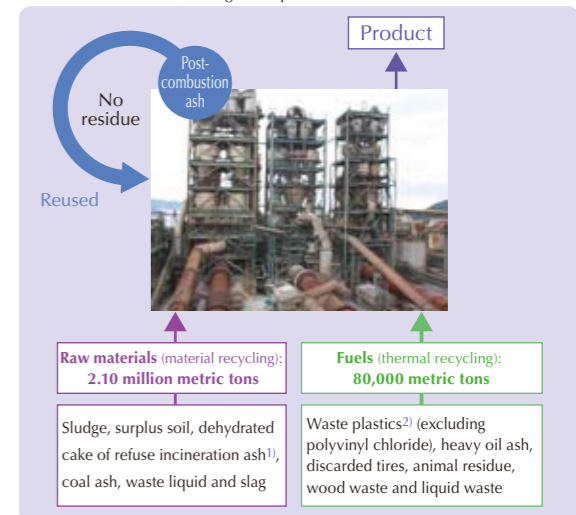 Product
Post-
combustion
ash
No
residue
Reused
Raw materials (material recycling):
2.10 million metric tons
Fuels (thermal recycling):
80,000 metric tons
Sludge, surplus soil, dehydrated
cake of refuse incineration ash1),
coal ash, waste liquid and slag
Waste plastics2) (excluding
polyvinyl chloride), heavy oil ash,
discarded tires, animal residue,
wood waste and liquid waste